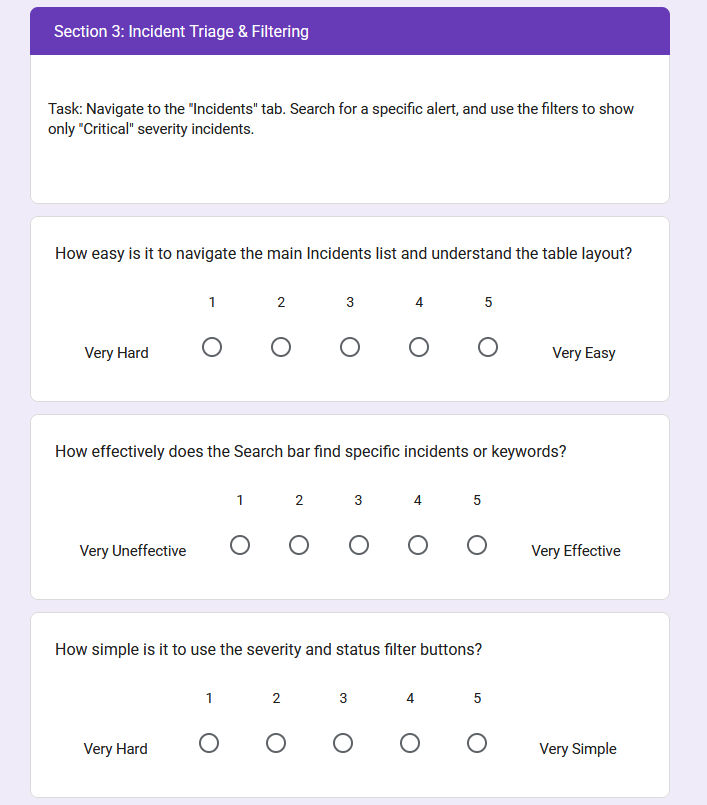 Section 3: Incident Triage & Filtering
Task: Navigate to the "Incidents" tab. Search for a specific alert, and use the filters to show
only "Critical" severity incidents.
How easy is it to navigate the main Incidents list and understand the table layout?
1 2 3 4 5
Very Hard Very Easy
How effectively does the Search bar find specific incidents or keywords?
1 2 3 4 5
Very Uneffective Very Effective
How simple is it to use the severity and status filter buttons?
1 2 3 4 5
Very Hard Very Simple